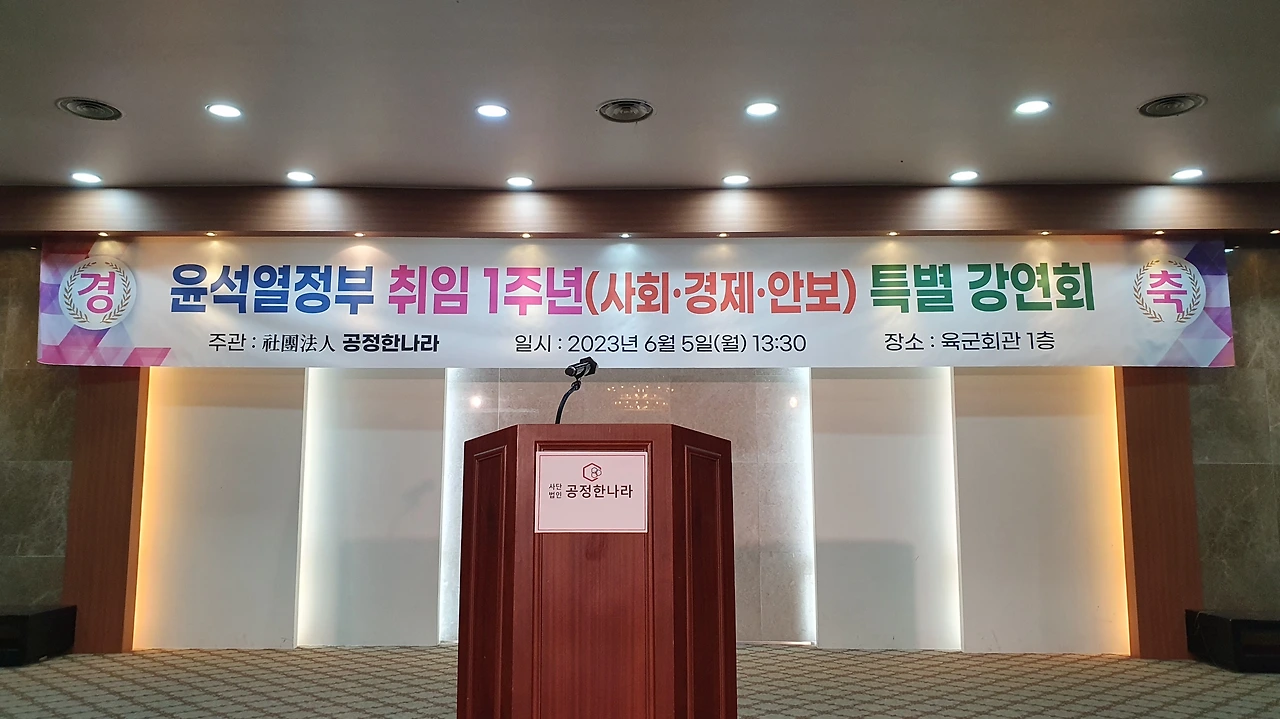 경 윤석열정부 취임 1주년(사회·경제·안보) 특별 강연회 축
주관 : 社團法人 공정한나라 일시 : 2023년 6월 5일(월) 13:30 장소 : 육군회관 1층
사단
법인 공정한나라